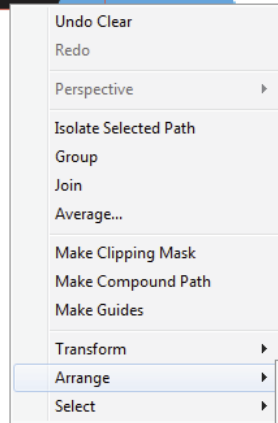 Undo Clear
Redo
Perspective
Isolate Selected Path
Group
Join
Average...
Make Clipping Mask
Make Compound Path
Make Guides
Transform
Arrange
Select